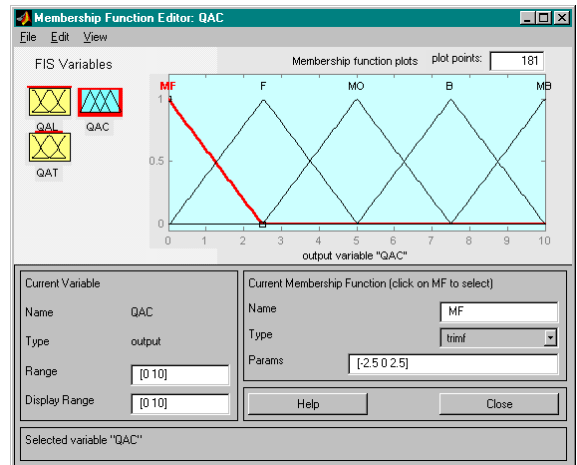 Membership Function Editor: QAC
File Edit View
FIS Variables
Membership function plots plot points: 181
QAL QAC
QAT
MF F MO B MB
1
0.5
0
0 1 2 3 4 5 6 7 8 9 10
output variable "QAC"
Current Variable
Name QAC
Type output
Range [0 10]
Display Range [0 10]
Current Membership Function (click on MF to select)
Name MF
Type trimf
Params [-2.5 0 2.5]
Help Close
Selected variable "QAC"